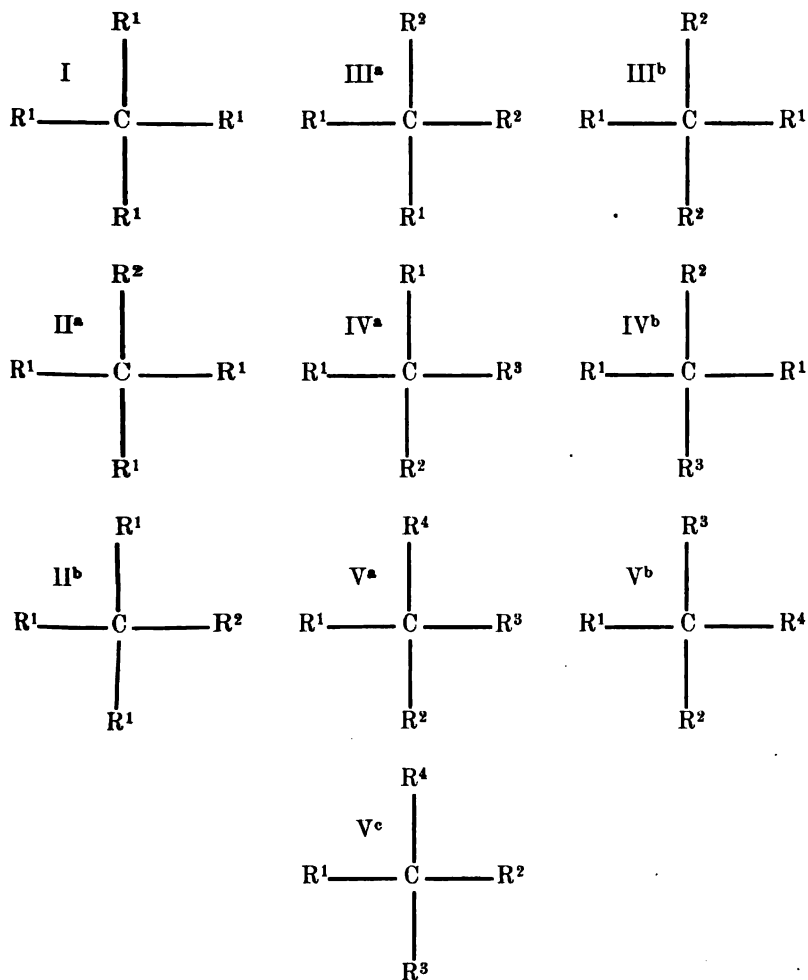 R¹ R² R²
I IIIᵃ IIIᵇ
R¹ C R¹ R¹ C R² R¹ C R¹
R¹ R¹ R²
R² R¹ R²
IIᵃ IVᵃ IVᵇ
R¹ C R¹ R¹ C R³ R¹ C R¹
R¹ R² R³
R¹ R⁴ R³
IIᵇ Vᵃ Vᵇ
R¹ C R² R¹ C R³ R¹ C R⁴
R¹ R² R²
R⁴
Vᶜ
R¹ C R²
R³